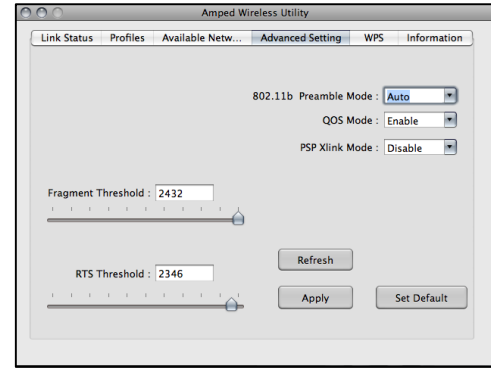 Amped Wireless Utility
Link Status Profiles Available Netw... Advanced Setting WPS Information
802.11b Preamble Mode : Auto
QOS Mode : Enable
PSP Xlink Mode : Disable
Fragment Threshold : 2432
Refresh
RTS Threshold : 2346
Apply Set Default